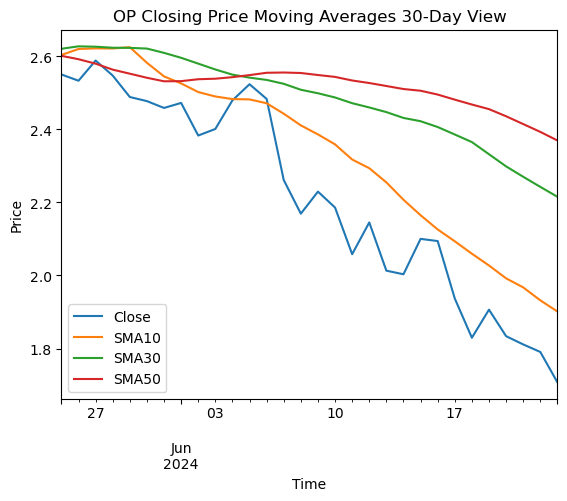 OP Closing Price Moving Averages 30-Day View
2.6
2.4
2.2
2.0
1.8
Price
Close
SMA10
SMA30
SMA50
27
03
10
17
Jun
2024
Time